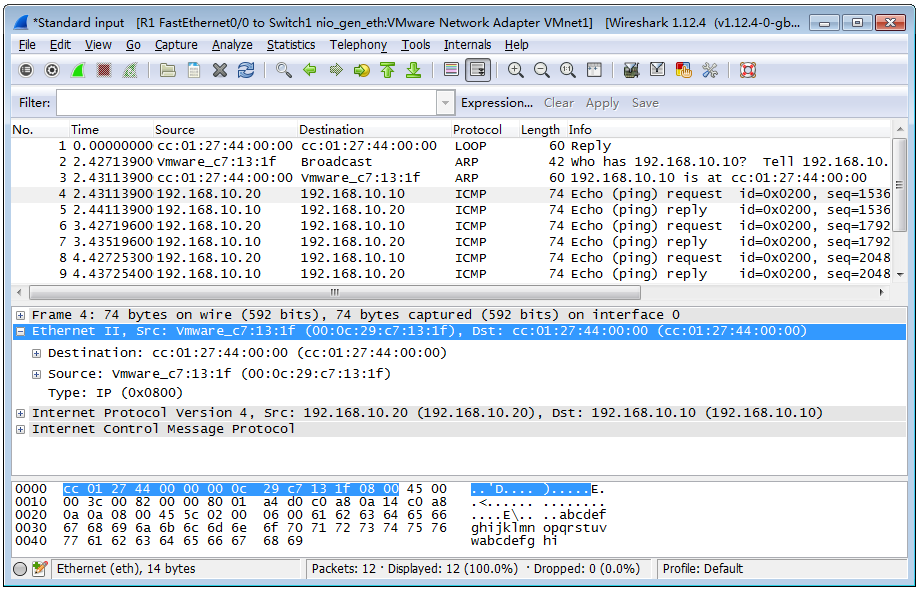 *Standard input [R1 FastEthernet0/0 to Switch1 nio_gen_eth:VMware Network Adapter VMnet1] [Wireshark 1.12.4 (v1.12.4-0-gb...
File Edit View Go Capture Analyze Statistics Telephony Tools Internals Help
Filter: Expression... Clear Apply Save
No. Time Source Destination Protocol Length Info
1 0.00000000 cc:01:27:44:00:00 cc:01:27:44:00:00 LOOP 60 Reply
2 2.42713900 Vmware_c7:13:1f Broadcast ARP 42 Who has 192.168.10.10? Tell 192.168.10.
3 2.43113900 cc:01:27:44:00:00 Vmware_c7:13:1f ARP 60 192.168.10.10 is at cc:01:27:44:00:00
4 2.43113900 192.168.10.20 192.168.10.10 ICMP 74 Echo (ping) request id=0x0200, seq=1536
5 2.44113900 192.168.10.10 192.168.10.20 ICMP 74 Echo (ping) reply id=0x0200, seq=1536
6 3.42719600 192.168.10.20 192.168.10.10 ICMP 74 Echo (ping) request id=0x0200, seq=1792
7 3.43519600 192.168.10.10 192.168.10.20 ICMP 74 Echo (ping) reply id=0x0200, seq=1792
8 4.42725300 192.168.10.20 192.168.10.10 ICMP 74 Echo (ping) request id=0x0200, seq=2048
9 4.43725400 192.168.10.10 192.168.10.20 ICMP 74 Echo (ping) reply id=0x0200, seq=2048
Frame 4: 74 bytes on wire (592 bits), 74 bytes captured (592 bits) on interface 0
Ethernet II, Src: Vmware_c7:13:1f (00:0c:29:c7:13:1f), Dst: cc:01:27:44:00:00 (cc:01:27:44:00:00)
Destination: cc:01:27:44:00:00 (cc:01:27:44:00:00)
Source: Vmware_c7:13:1f (00:0c:29:c7:13:1f)
Type: IP (0x0800)
Internet Protocol Version 4, Src: 192.168.10.20 (192.168.10.20), Dst: 192.168.10.10 (192.168.10.10)
Internet Control Message Protocol
0000 cc 01 27 44 00 00 00 0c 29 c7 13 1f 08 00 45 00 ..'D.... ).....E.
0010 00 3c 00 82 00 00 80 01 a4 d0 c0 a8 0a 14 c0 a8 .<...... ........
0020 0a 0a 08 00 45 5c 02 00 06 00 61 62 63 64 65 66 ....E\.. ..abcdef
0030 67 68 69 6a 6b 6c 6d 6e 6f 70 71 72 73 74 75 76 ghijklmn opqrstuv
0040 77 61 62 63 64 65 66 67 68 69 wabcdefg hi
Ethernet (eth), 14 bytes Packets: 12 · Displayed: 12 (100.0%) · Dropped: 0 (0.0%) Profile: Default